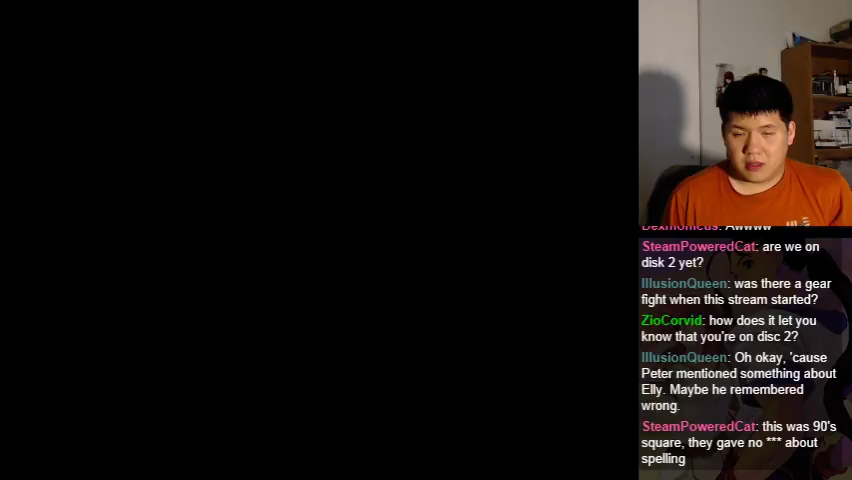 Dexmonicus: Awwww
SteamPoweredCat: are we on
disk 2 yet?
IllusionQueen: was there a gear
fight when this stream started?
ZioCorvid: how does it let you
know that you're on disc 2?
IllusionQueen: Oh okay, 'cause
Peter mentioned something about
Elly. Maybe he remembered
wrong.
SteamPoweredCat: this was 90's
square, they gave no *** about
spelling